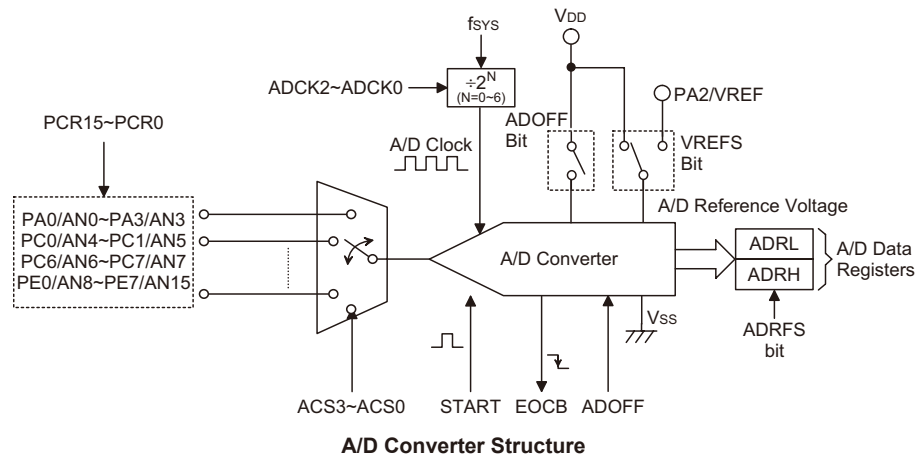 fSYS
VDD
ADCK2~ADCK0
÷2^N
(N=0~6)
PA2/VREF
PCR15~PCR0
ADOFF
Bit
VREFS
Bit
A/D Clock
PA0/AN0~PA3/AN3
PC0/AN4~PC1/AN5
PC6/AN6~PC7/AN7
PE0/AN8~PE7/AN15
A/D Reference Voltage
A/D Converter
ADRL
ADRH
A/D Data
Registers
VSS
ADRFS
bit
ACS3~ACS0
START
EOCB
ADOFF
A/D Converter Structure